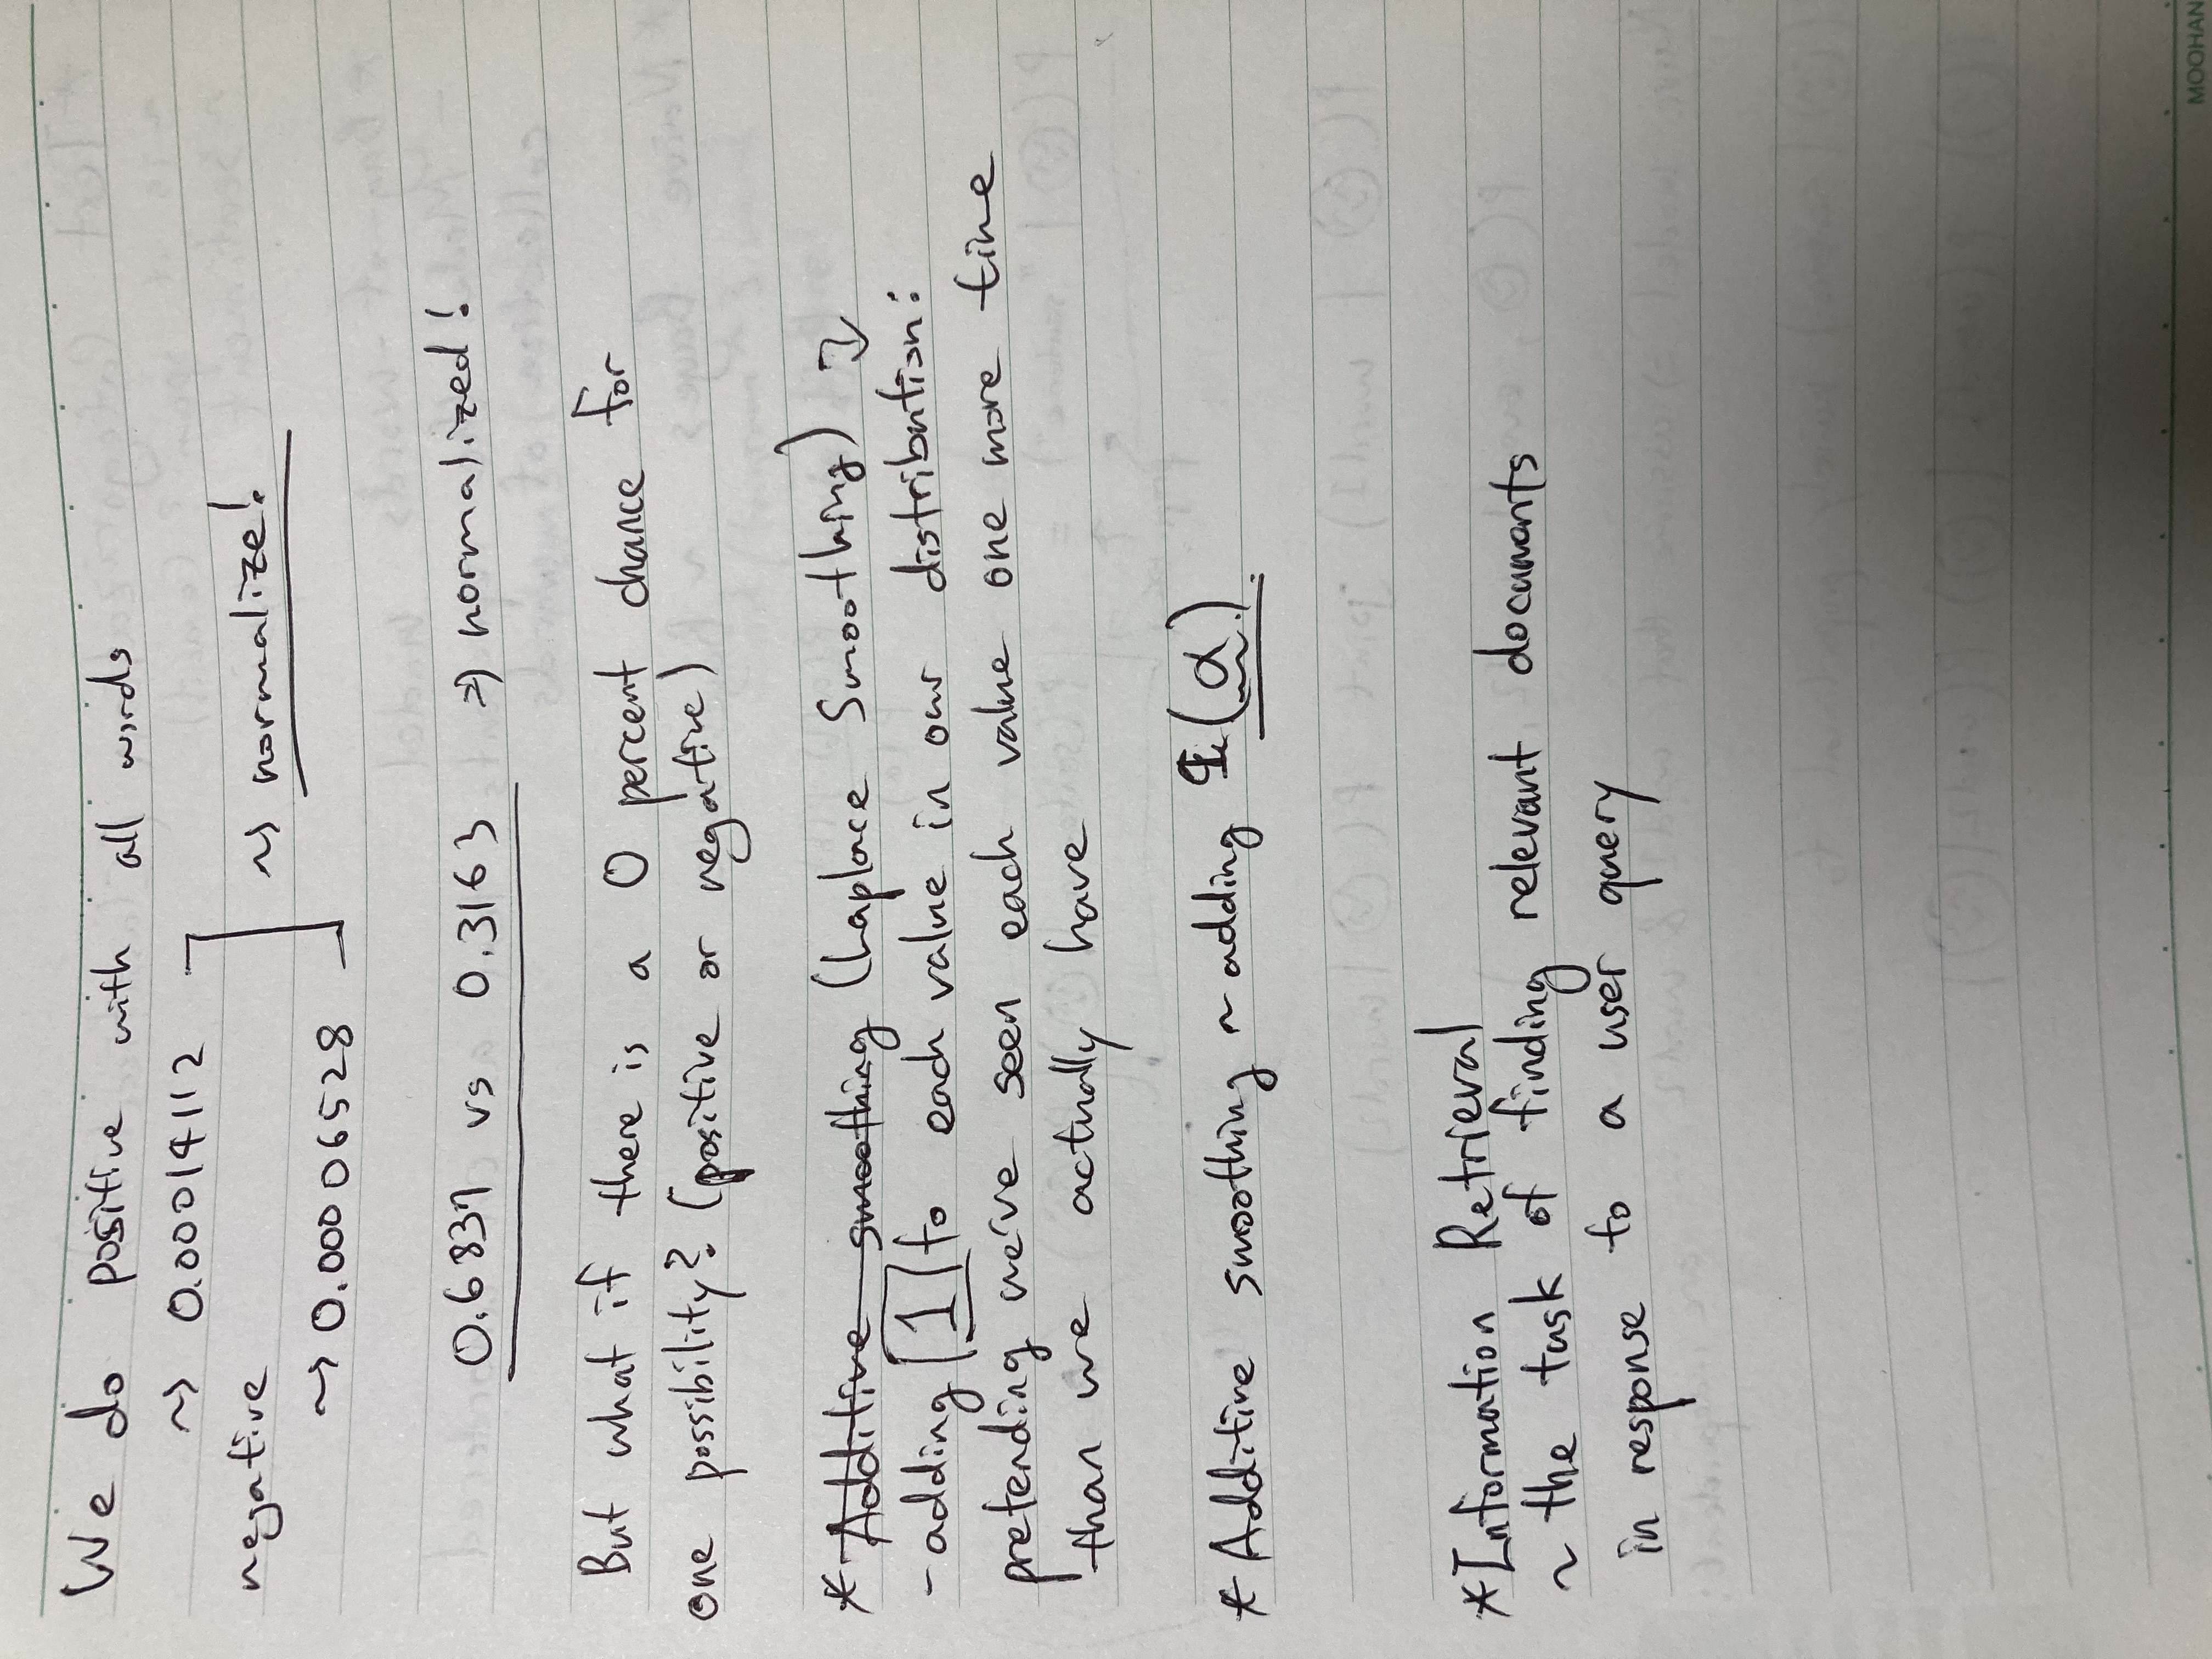 We do positive with all words
~> 0.00014112
negative ~> normalize!
~> 0.00006528
0.6837 vs 0.3163 => normalized!
But what if there is a 0 percent chance for
one possibility? (positive or negative)
* Additive smoothing (Laplace Smoothing)
- adding 1 to each value in our distribution:
pretending we've seen each value one more time
than we actually have
* Additive smoothing ~ adding (α)
* Information Retrieval
~ the task of finding relevant documents
in response to a user query
MOOHAN